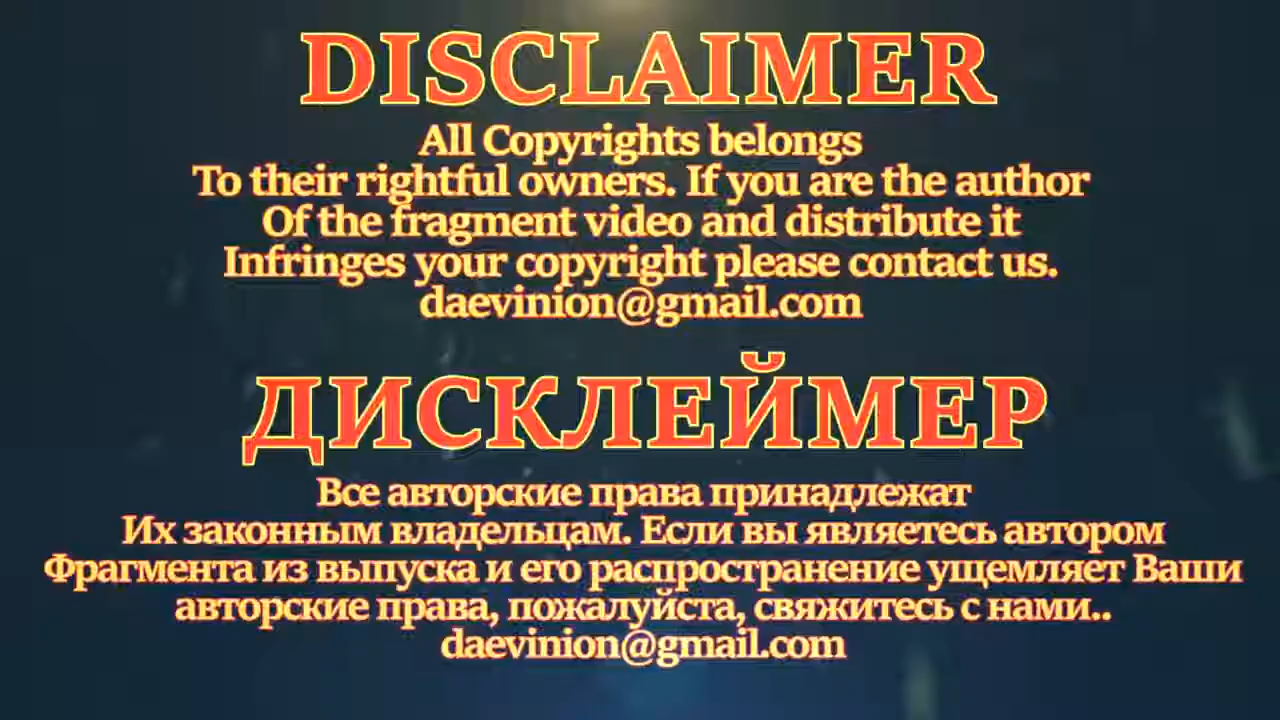 DISCLAIMER
All Copyrights belongs
To their rightful owners. If you are the author
Of the fragment video and distribute it
Infringes your copyright please contact us.
daevinion@gmail.com
ДИСКЛЕЙМЕР
Все авторские права принадлежат
Их законным владельцам. Если вы являетесь автором
Фрагмента из выпуска и его распространение ущемляет Ваши
авторские права, пожалуйста, свяжитесь с нами..
daevinion@gmail.com